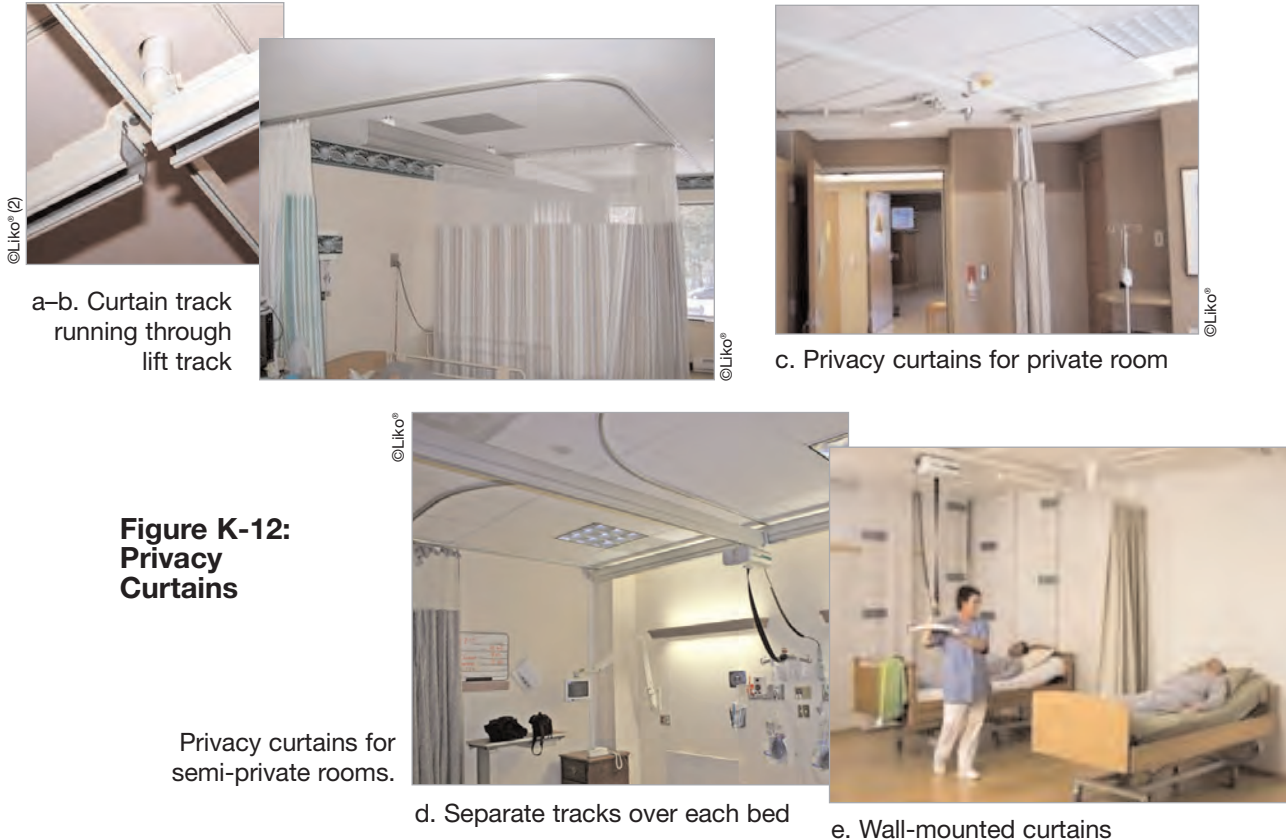 ©Liko® (2)
a–b. Curtain track
running through
lift track
©Liko®
©Liko®
c. Privacy curtains for private room
©Liko®
Figure K-12:
Privacy
Curtains
Privacy curtains for
semi-private rooms.
d. Separate tracks over each bed
e. Wall-mounted curtains